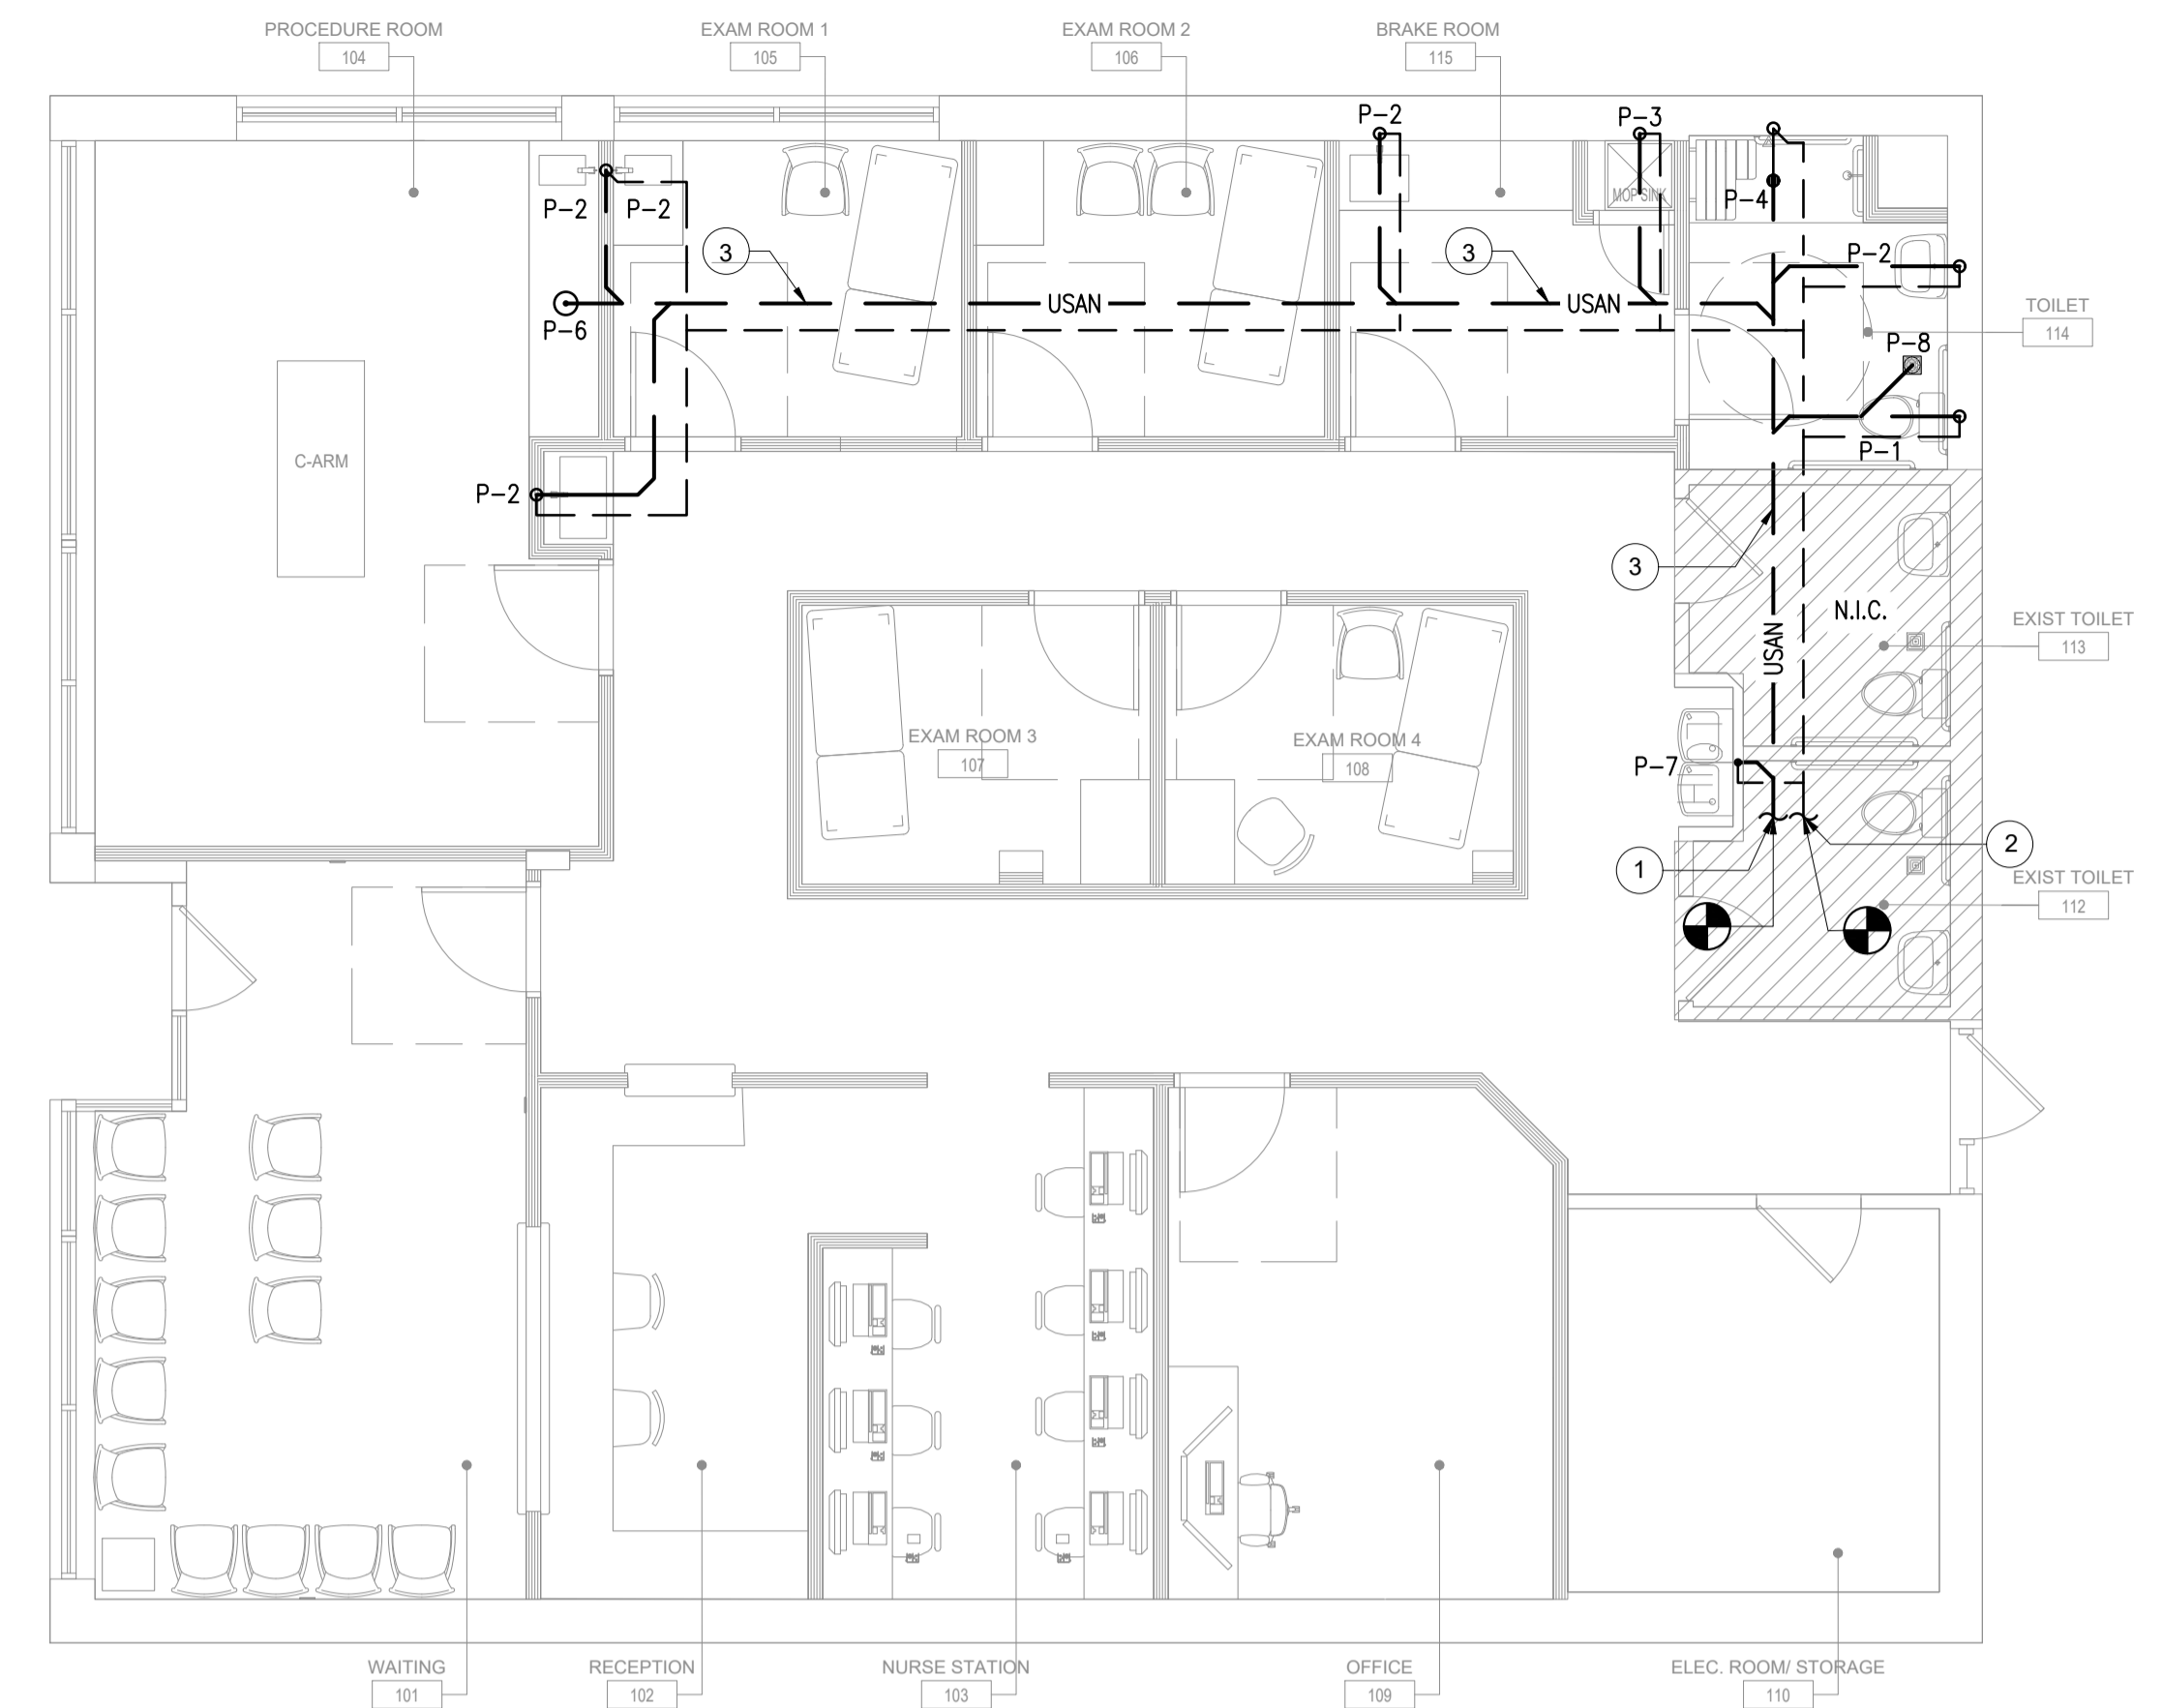 PROCEDURE ROOM
104
EXAM ROOM 1
105
EXAM ROOM 2
106
BRAKE ROOM
115
P-2
P-3
MOP SINK
P-4
P-2
P-2
3
3
P-2
P-6
USAN
USAN
TOILET
114
P-8
P-1
C-ARM
P-2
3
N.I.C.
EXIST TOILET
113
USAN
EXAM ROOM 3
107
EXAM ROOM 4
108
P-7
1
2
EXIST TOILET
112
WAITING
101
RECEPTION
102
NURSE STATION
103
OFFICE
109
ELEC. ROOM/ STORAGE
110